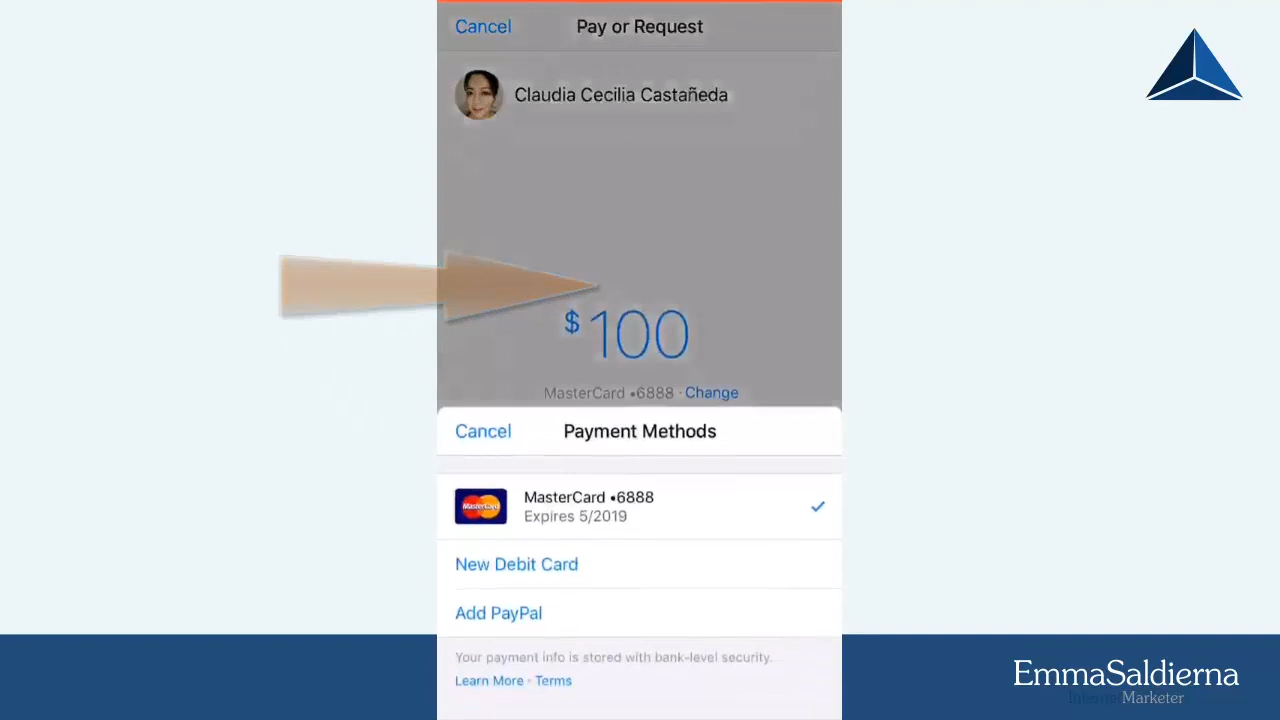 Cancel Pay or Request
Claudia Cecilia Castañeda
$100
MasterCard •6888 · Change
Cancel Payment Methods
MasterCard
MasterCard •6888
Expires 5/2019
New Debit Card
Add PayPal
Your payment info is stored with bank-level security.
Learn More · Terms
EmmaSaldierna
Internet Marketer